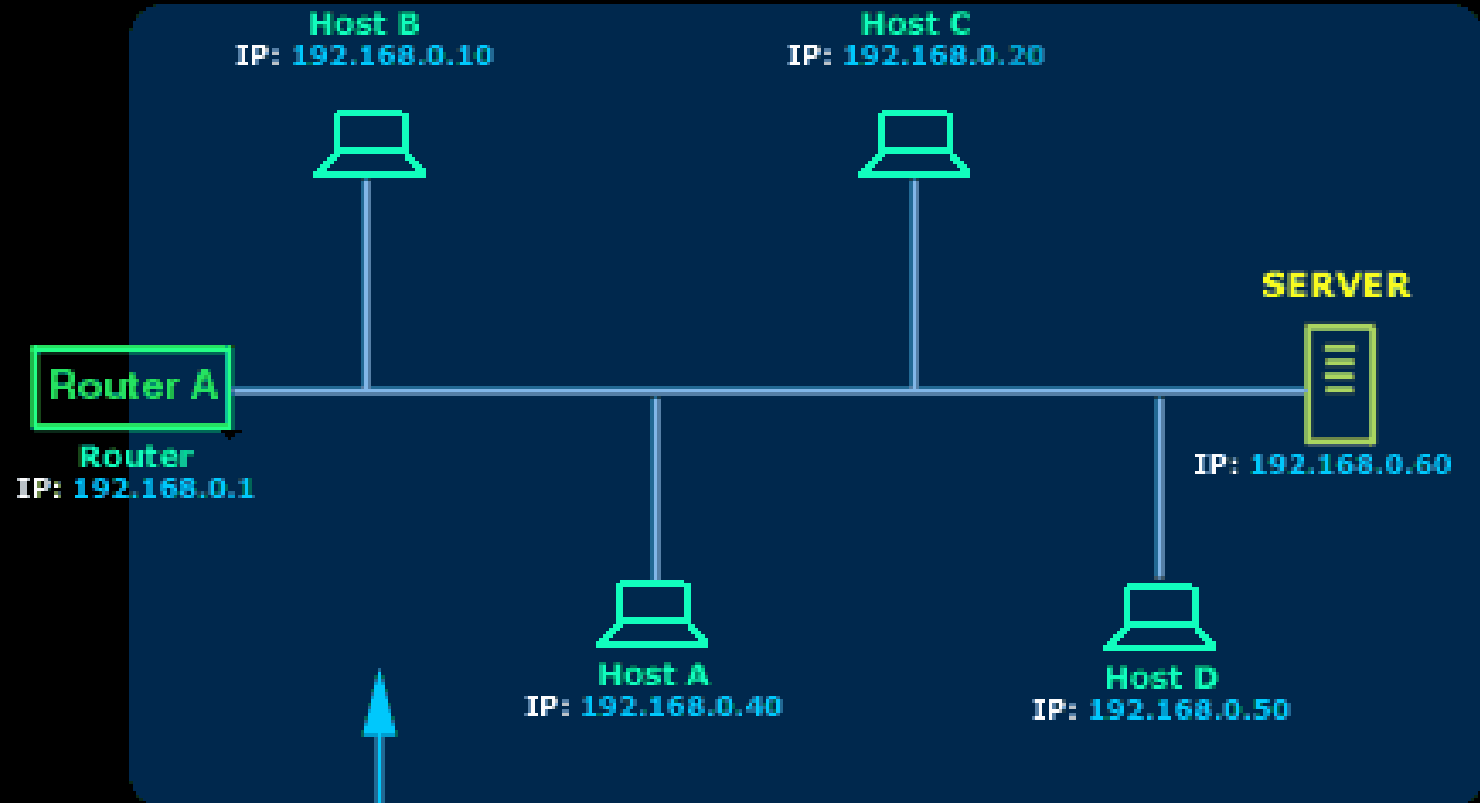 Host B
IP: 192.168.0.10
Host C
IP: 192.168.0.20
SERVER
IP: 192.168.0.60
Router A
Router
IP: 192.168.0.1
Host A
IP: 192.168.0.40
Host D
IP: 192.168.0.50